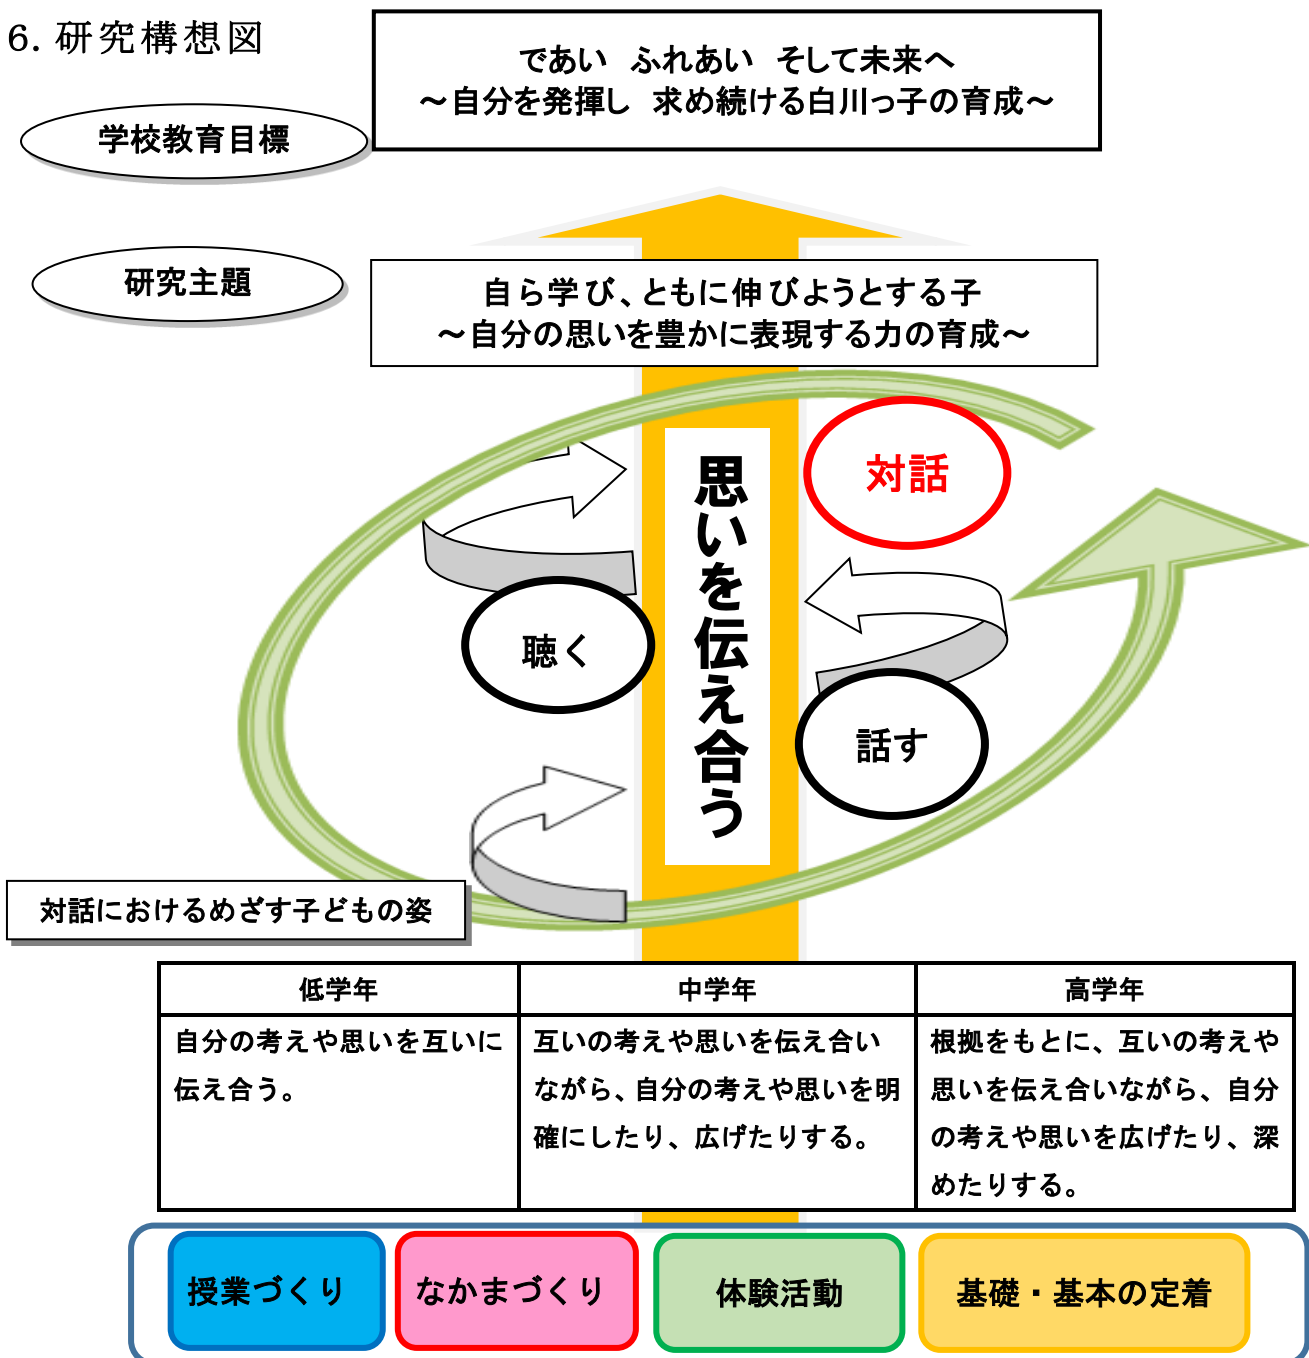 6. 研究構想図
であい　ふれあい　そして未来へ
～自分を発揮し　求め続ける白川っ子の育成～
学校教育目標
研究主題
自ら学び、ともに伸びようとする子
～自分の思いを豊かに表現する力の育成～
対話
思いを伝え合う
聴く
話す
対話におけるめざす子どもの姿
低学年
中学年
高学年
自分の考えや思いを互いに
伝え合う。
互いの考えや思いを伝え合い
ながら、自分の考えや思いを明
確にしたり、広げたりする。
根拠をもとに、互いの考えや
思いを伝え合いながら、自分
の考えや思いを広げたり、深
めたりする。
授業づくり
なかまづくり
体験活動
基礎・基本の定着